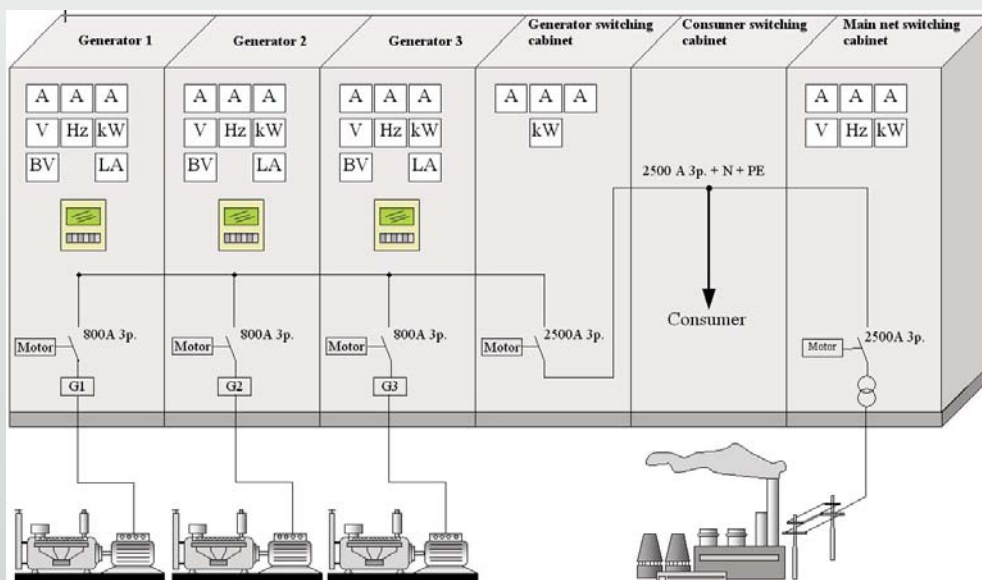 Generator 1
Generator 2
Generator 3
Generator switching
cabinet
Consumer switching
cabinet
Main net switching
cabinet
A A A
V Hz kW
BV LA
A A A
V Hz kW
BV LA
A A A
V Hz kW
BV LA
A A A
kW
A A A
V Hz kW
2500 A 3p. + N + PE
Consumer
800A 3p.
Motor
G1
800A 3p.
Motor
G2
800A 3p.
Motor
G3
2500A 3p.
Motor
2500A 3p.
Motor